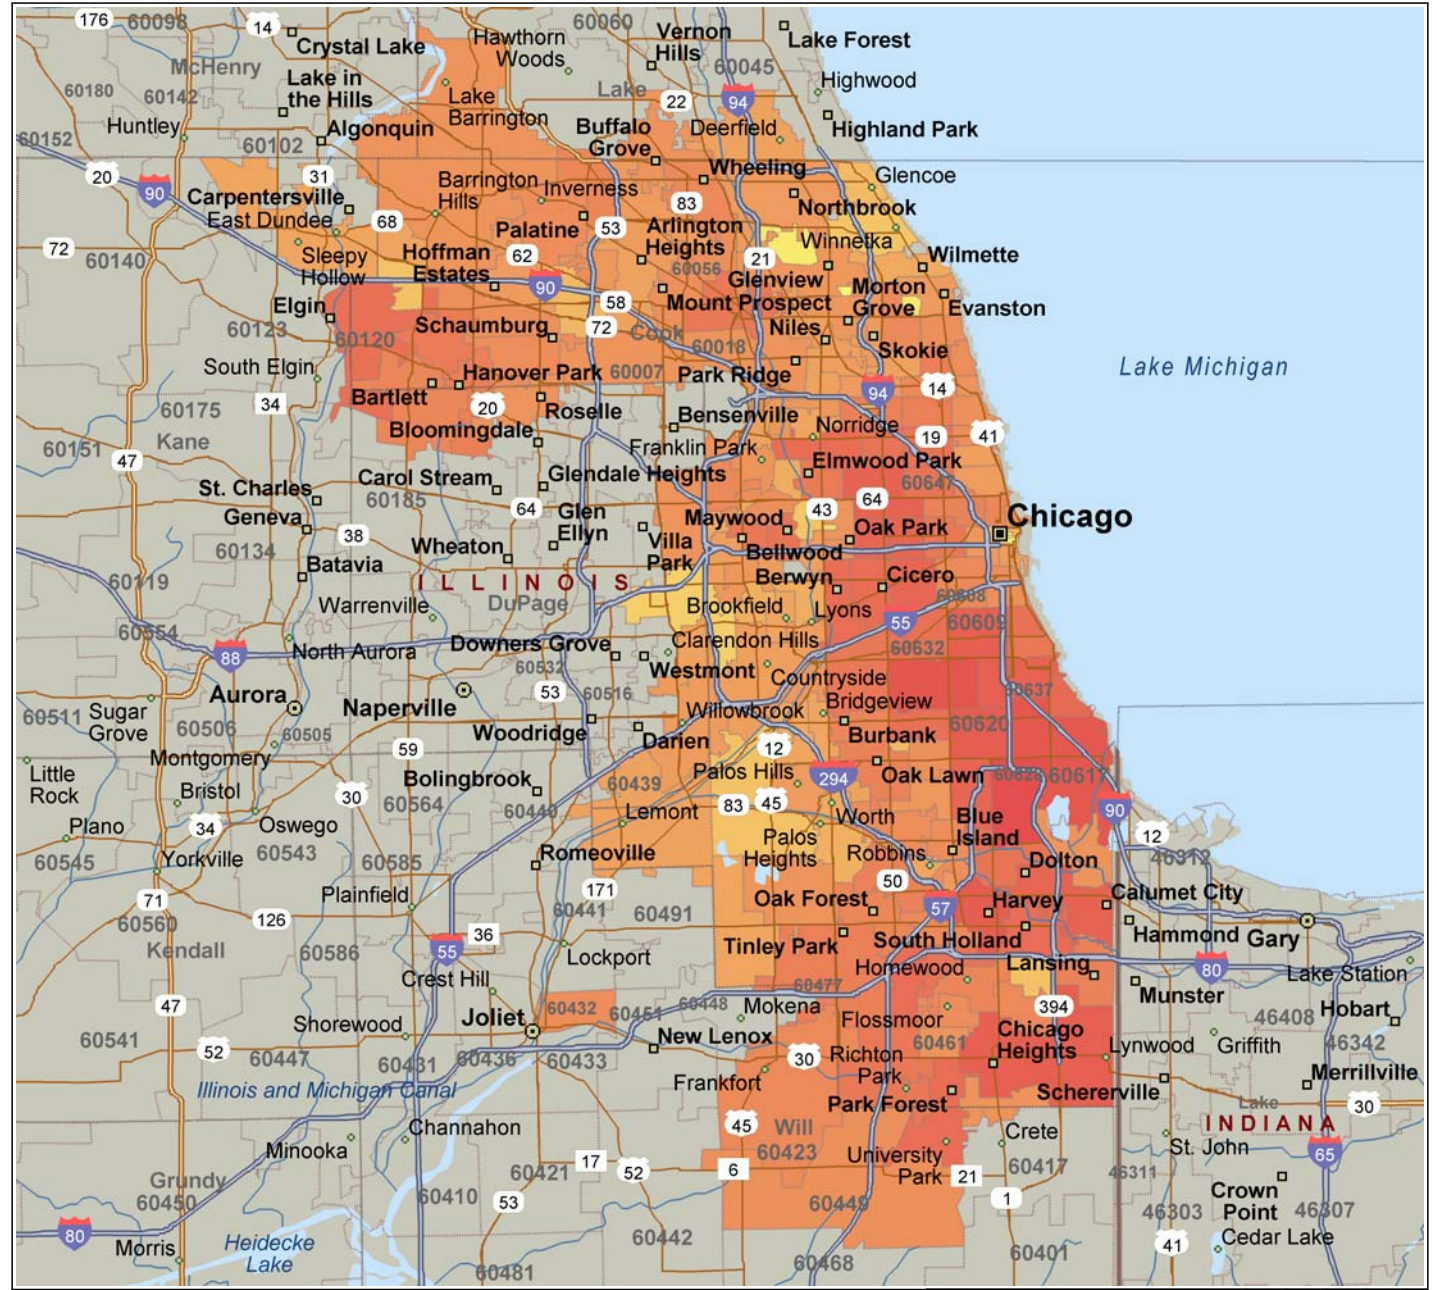 176
60098
14
Crystal Lake
Hawthorn
Woods
60060
Vernon
Hills
Lake Forest
McHenry
60045
60180
60142
Lake in
the Hills
Lake
Highwood
Lake
Barrington
22
94
Huntley
60152
60102
Algonquin
Buffalo
Grove
Deerfield
Highland Park
20
90
31
Wheeling
Glencoe
Carpentersville
East Dundee
68
Barrington
Hills
Inverness
83
Northbrook
72
60140
Sleepy
Hollow
Palatine
53
Arlington
Heights
Winnetka
Wilmette
Hoffman
Estates
62
60056
21
Glenview
Morton
Grove
90
58
Mount Prospect
Evanston
Elgin
60123
60120
Schaumburg
72
Cook
60018
Niles
Skokie
Lake Michigan
South Elgin
Hanover Park
60007
Park Ridge
94
14
34
60175
Kane
Bartlett
20
Roselle
Bensenville
Norridge
19
41
60151
47
Bloomingdale
Franklin Park
Elmwood Park
St. Charles
Carol Stream
60185
Glendale Heights
60647
64
Geneva
64
Glen
Ellyn
Maywood
43
Oak Park
Chicago
60134
38
Wheaton
Villa
Park
Bellwood
Batavia
60119
ILLINOIS
Berwyn
Cicero
60608
Warrenville
DuPage
Brookfield
Lyons
55
60609
60554
88
North Aurora
Downers Grove
Clarendon Hills
60632
60532
Westmont
Countryside
60511
Sugar
Grove
Aurora
60506
60505
Naperville
53
60516
Willowbrook
Bridgeview
60637
60620
Woodridge
Darien
Burbank
Montgomery
59
12
Little
Rock
Bristol
30
60564
Bolingbrook
60440
60439
Palos Hills
294
Oak Lawn
60628
60617
Plano
34
Oswego
Lemont
83
45
Worth
Blue
Island
90
12
60545
Yorkville
60543
60585
Romeoville
Palos
Heights
Robbins
Dolton
46312
71
Plainfield
171
50
60560
126
60441
60491
Oak Forest
57
Harvey
Calumet City
Kendall
60586
36
55
Lockport
Tinley Park
South Holland
Hammond
Gary
Crest Hill
Homewood
Lansing
80
Lake Station
47
60432
60451
60448
60477
Mokena
394
Munster
Hobart
60541
52
Shorewood
Joliet
Flossmoor
60461
Chicago
Heights
46408
60447
60431
60436
60433
New Lenox
30
Richton
Park
Lynwood
Griffith
46342
Illinois and Michigan Canal
Frankfort
Park Forest
Schererville
Merrillville
Lake
30
Minooka
Channahon
45
Will
60423
INDIANA
Crete
St. John
65
Grundy
60450
60421
17
52
6
University
Park
21
60417
46311
60410
53
60449
1
Crown
Point
46303
46307
80
Morris
Heidecke
Lake
60442
60468
60401
41
Cedar Lake
60481